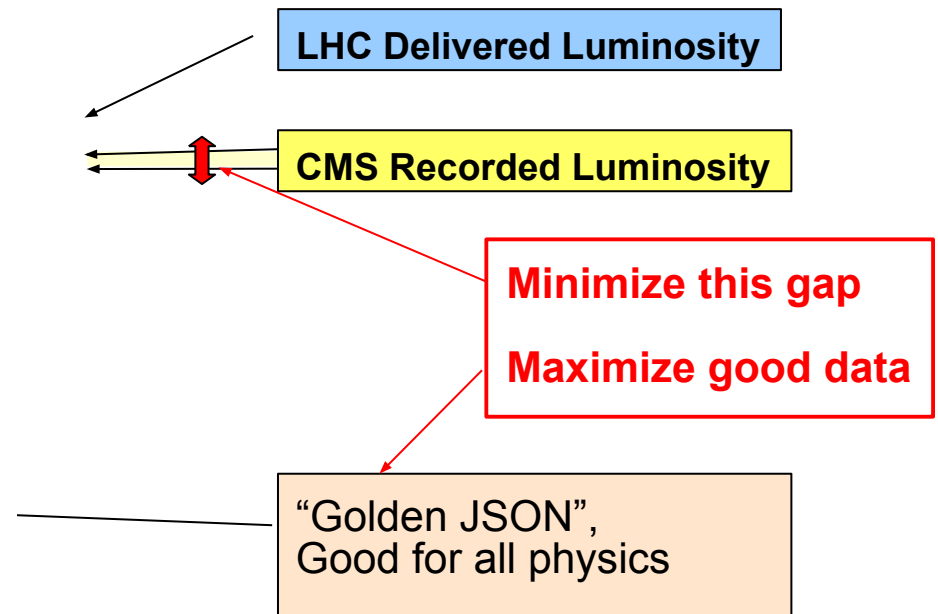 LHC Delivered Luminosity
CMS Recorded Luminosity
Minimize this gap
Maximize good data
“Golden JSON”,
Good for all physics